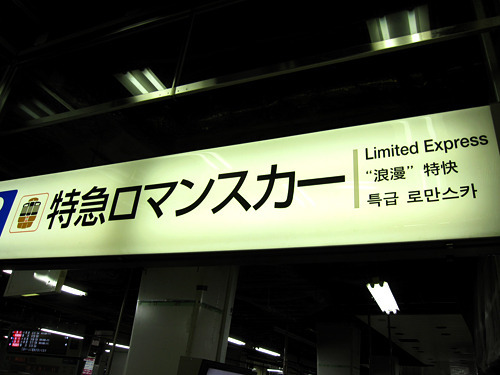 特急ロマンスカー
Limited Express
“浪漫” 特快
특급 로만스카